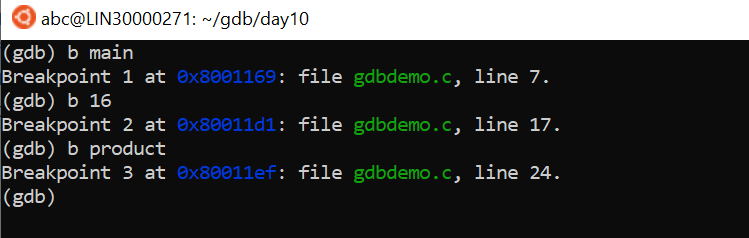 abc@LIN30000271: ~/gdb/day10
(gdb) b main
Breakpoint 1 at 0x8001169: file gdbdemo.c, line 7.
(gdb) b 16
Breakpoint 2 at 0x80011d1: file gdbdemo.c, line 17.
(gdb) b product
Breakpoint 3 at 0x80011ef: file gdbdemo.c, line 24.
(gdb)